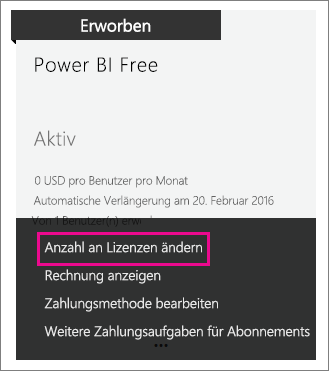 Erworben
Power BI Free
Aktiv
0 USD pro Benutzer pro Monat
Automatische Verlängerung am 20. Februar 2016
Von 1 Benutzer(n)
Anzahl an Lizenzen ändern
Rechnung anzeigen
Zahlungsmethode bearbeiten
Weitere Zahlungsaufgaben für Abonnements
...